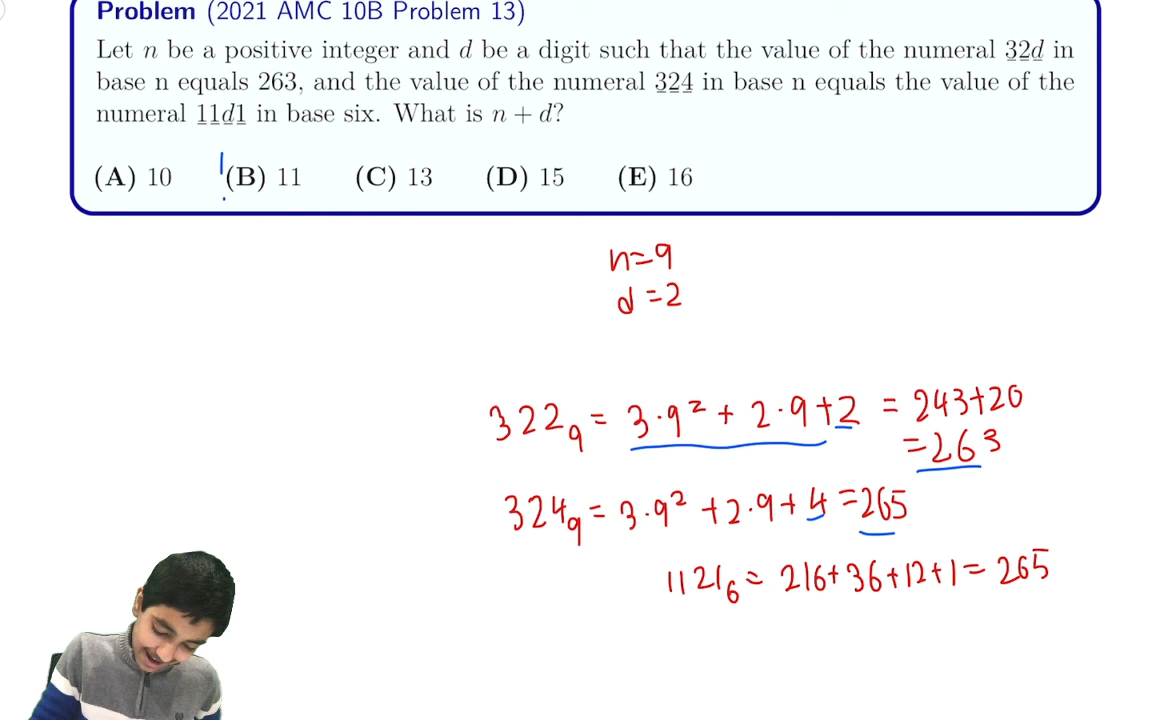 Problem (2021 AMC 10B Problem 13)
Let n be a positive integer and d be a digit such that the value of the numeral 32d in
base n equals 263, and the value of the numeral 324 in base n equals the value of the
numeral 11d1 in base six. What is n + d?
(A) 10 (B) 11 (C) 13 (D) 15 (E) 16
n=9
d=2
322₉ = 3·9² + 2·9+2 = 243+20
=263
324₉ = 3·9² +2·9+4 =265
1121₆ = 216+36+12+1= 265